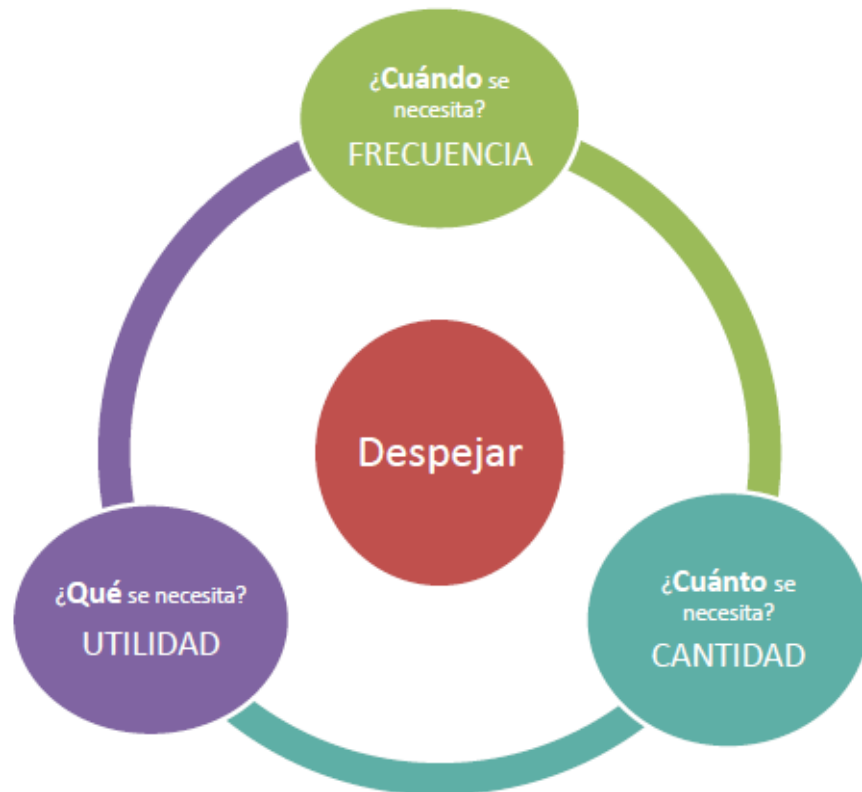 ¿Cuándo se
necesita?
FRECUENCIA
Despejar
¿Qué se necesita?
UTILIDAD
¿Cuánto se
necesita?
CANTIDAD